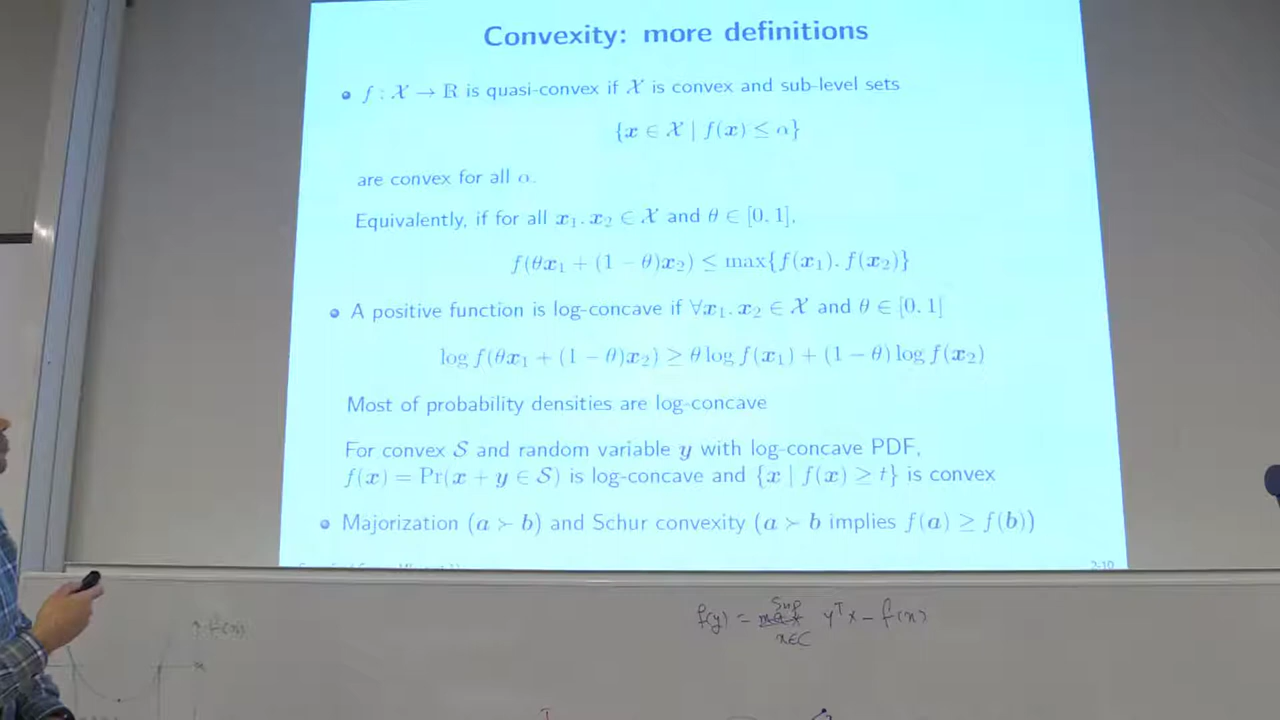 Convexity: more definitions
f : 𝒳 → ℝ is quasi-convex if 𝒳 is convex and sub-level sets
{x ∈ 𝒳 | f(x) ≤ α}
are convex for all α.
Equivalently, if for all x₁, x₂ ∈ 𝒳 and θ ∈ [0, 1],
f(θx₁ + (1 − θ)x₂) ≤ max{f(x₁), f(x₂)}
A positive function is log-concave if ∀x₁, x₂ ∈ 𝒳 and θ ∈ [0, 1]
log f(θx₁ + (1 − θ)x₂) ≥ θ log f(x₁) + (1 − θ) log f(x₂)
Most of probability densities are log-concave
For convex 𝒮 and random variable y with log-concave PDF,
f(x) = Pr(x + y ∈ 𝒮) is log-concave and {x | f(x) ≥ t} is convex
Majorization (a ≻ b) and Schur convexity (a ≻ b implies f(a) ≥ f(b))
2-10
f(y) = Sup yᵀx − f(x)
x∈C
f(x)